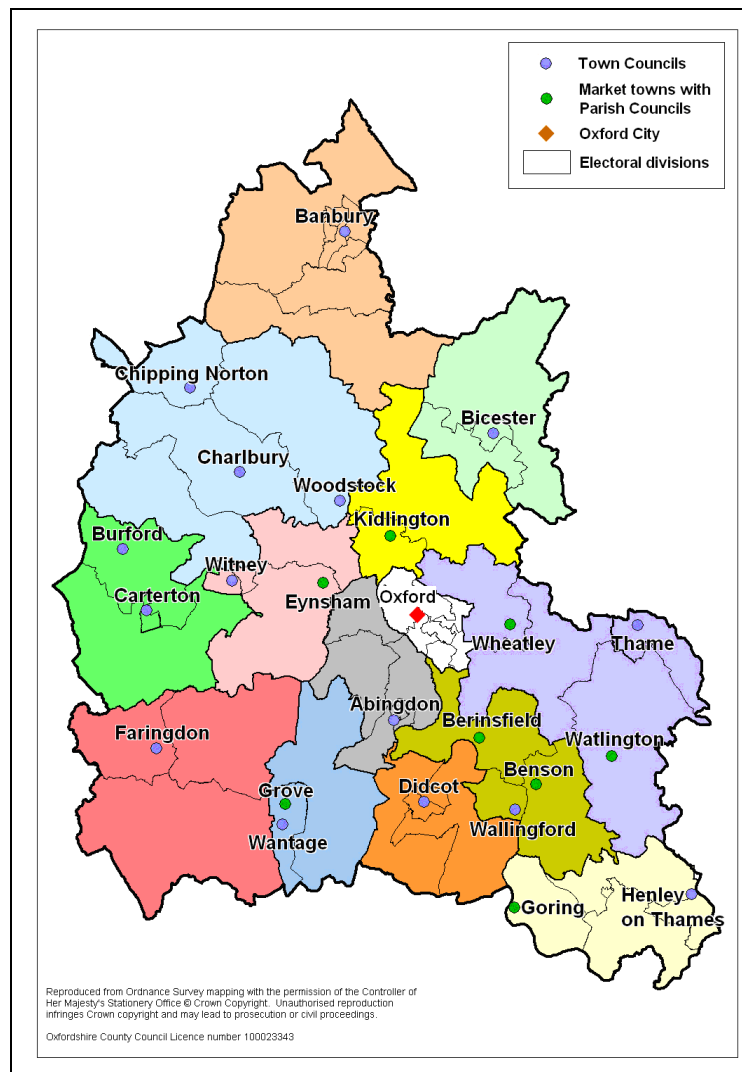 Town Councils
Market towns with
Parish Councils
Oxford City
Electoral divisions
Banbury
Chipping Norton
Bicester
Charlbury
Woodstock
Kidlington
Burford
Witney
Carterton
Eynsham
Oxford
Wheatley
Thame
Abingdon
Berinsfield
Faringdon
Watlington
Benson
Didcot
Grove
Wallingford
Wantage
Henley
on Thames
Goring
Reproduced from Ordnance Survey mapping with the permission of the Controller of
Her Majesty's Stationery Office © Crown Copyright. Unauthorised reproduction
infringes Crown copyright and may lead to prosecution or civil proceedings.
Oxfordshire County Council Licence number 100023343